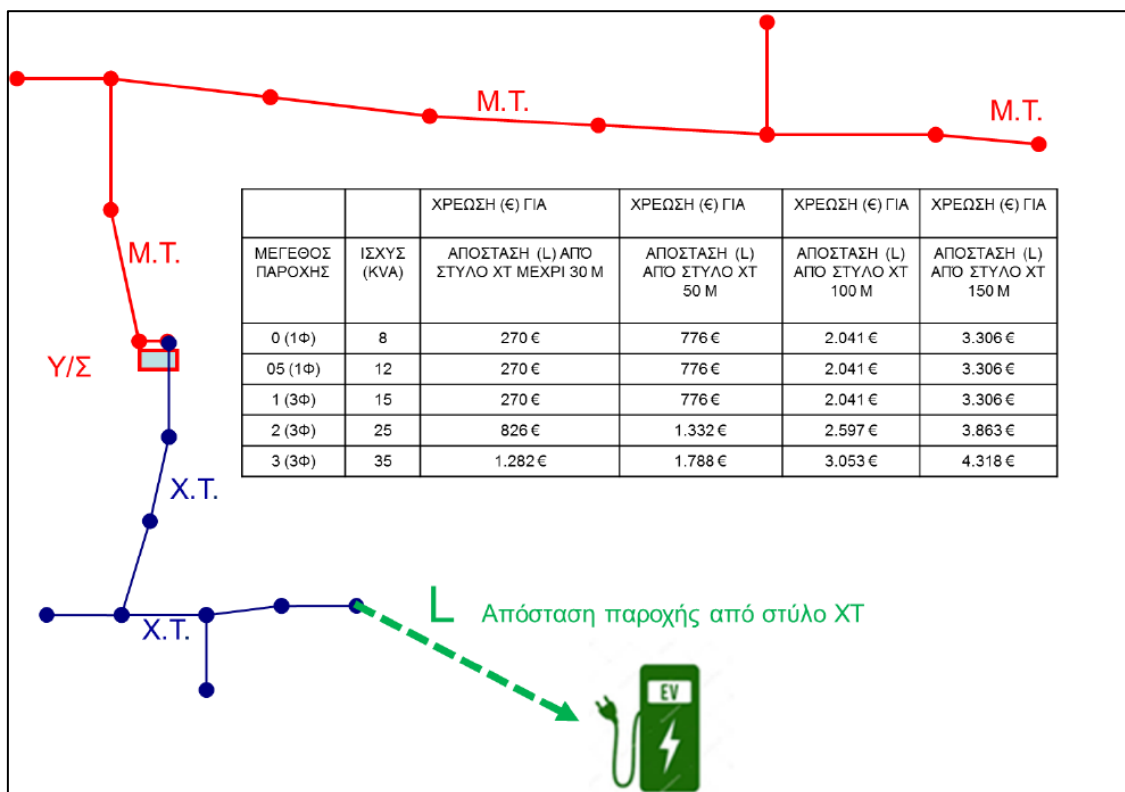 Μ.Τ.
Μ.Τ.
Μ.Τ.
Υ/Σ
Χ.Τ.
Χ.Τ.
ΧΡΕΩΣΗ (€) ΓΙΑ ΧΡΕΩΣΗ (€) ΓΙΑ ΧΡΕΩΣΗ (€) ΓΙΑ ΧΡΕΩΣΗ (€) ΓΙΑ
ΜΕΓΕΘΟΣ ΙΣΧΥΣ ΑΠΟΣΤΑΣΗ (L) ΑΠΌ ΑΠΟΣΤΑΣΗ (L) ΑΠΟΣΤΑΣΗ (L) ΑΠΟΣΤΑΣΗ (L)
ΠΑΡΟΧΗΣ (KVA) ΣΤΥΛΟ ΧΤ ΜΕΧΡΙ 30 Μ ΑΠΌ ΣΤΥΛΟ ΧΤ ΑΠΌ ΣΤΥΛΟ ΧΤ ΑΠΌ ΣΤΥΛΟ ΧΤ
50 Μ 100 Μ 150 Μ
0 (1Φ) 8 270 € 776 € 2.041 € 3.306 €
05 (1Φ) 12 270 € 776 € 2.041 € 3.306 €
1 (3Φ) 15 270 € 776 € 2.041 € 3.306 €
2 (3Φ) 25 826 € 1.332 € 2.597 € 3.863 €
3 (3Φ) 35 1.282 € 1.788 € 3.053 € 4.318 €
L Απόσταση παροχής από στύλο ΧΤ
EV